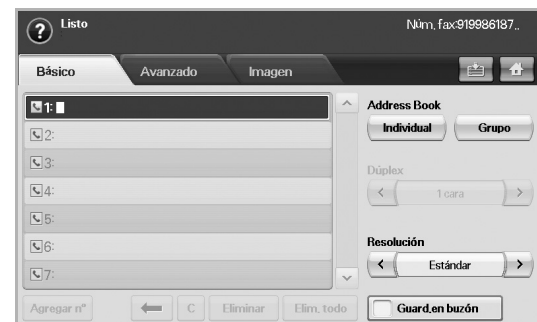 Listo
Núm. fax:919986187..
Básico
Avanzado
Imagen
1:
2:
3:
4:
5:
6:
7:
Address Book
Individual
Grupo
Dúplex
1 cara
Resolución
Estándar
Agregar nº
C
Eliminar
Elim. todo
Guard.en buzón